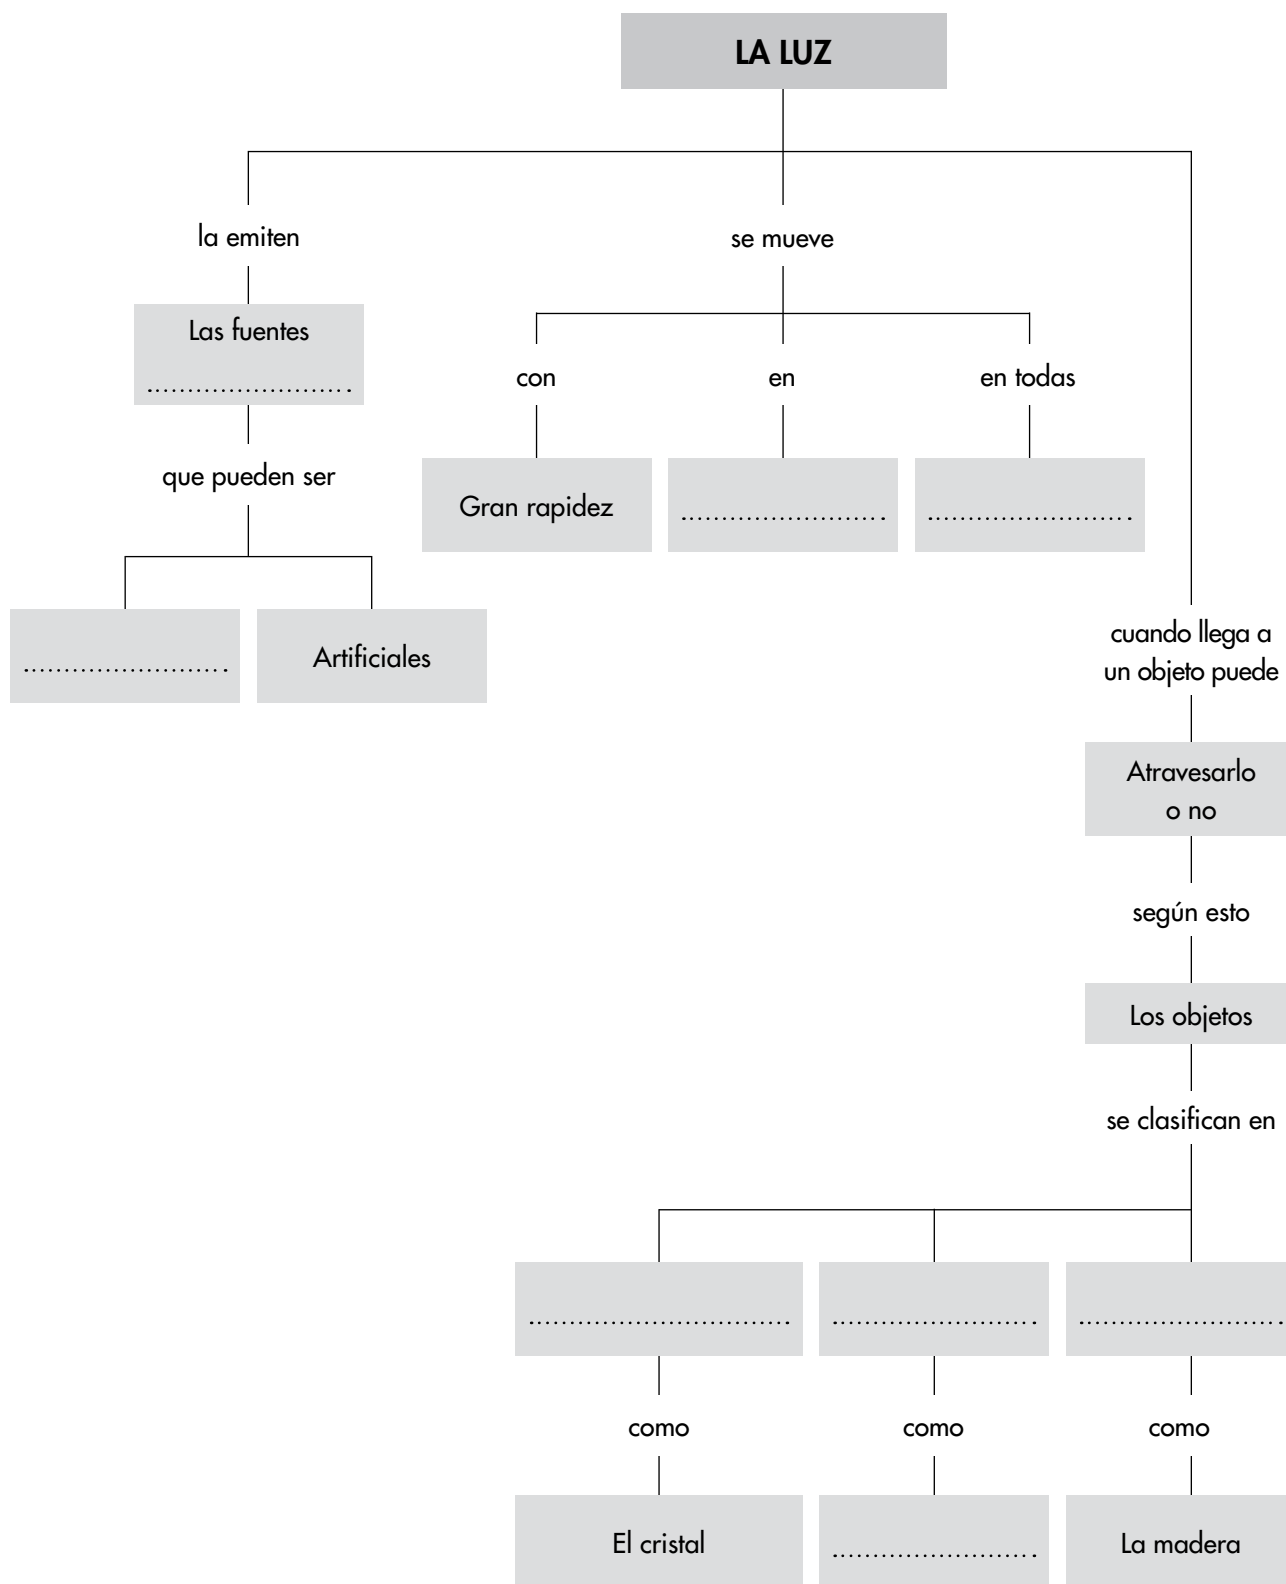 LA LUZ
la emiten
se mueve
Las fuentes
..........................
con
en
en todas
que pueden ser
Gran rapidez
..........................
..........................
..........................
Artificiales
cuando llega a
un objeto puede
Atravesarlo
o no
según esto
Los objetos
se clasifican en
.................................
..........................
..........................
como
como
como
El cristal
..........................
La madera